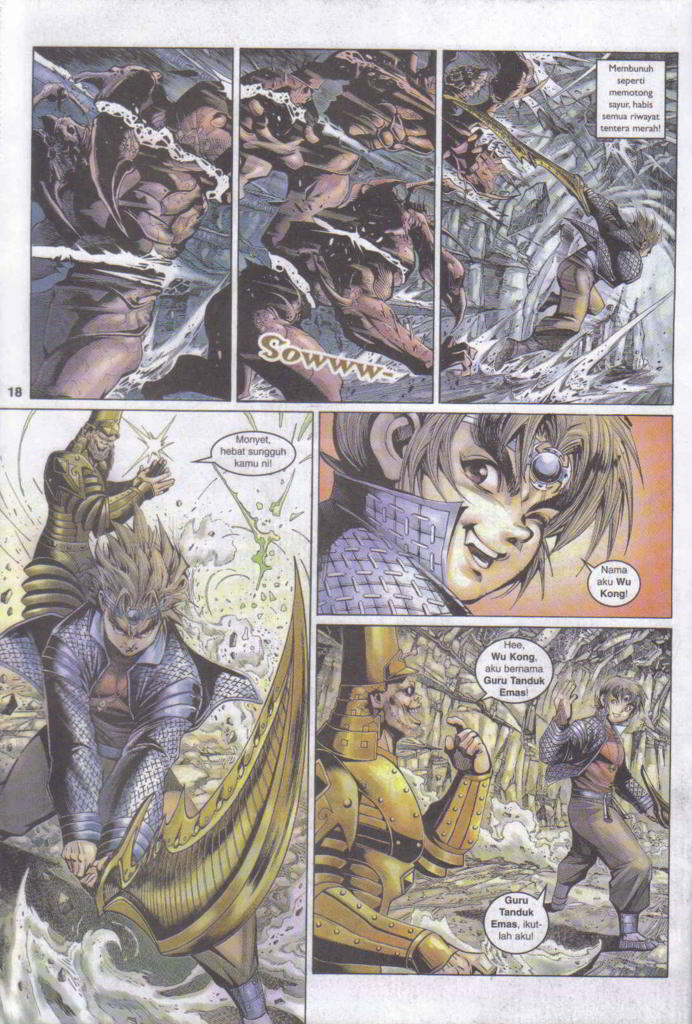 Membunuh
seperti
memotong
sayur, habis
semua riwayat
tentera merah!
Sowww-
18
Monyet,
hebat sungguh
kamu ni!
Nama
aku Wu
Kong!
Hee,
Wu Kong,
aku bernama
Guru Tanduk
Emas!
Guru
Tanduk
Emas, ikut-
lah aku!